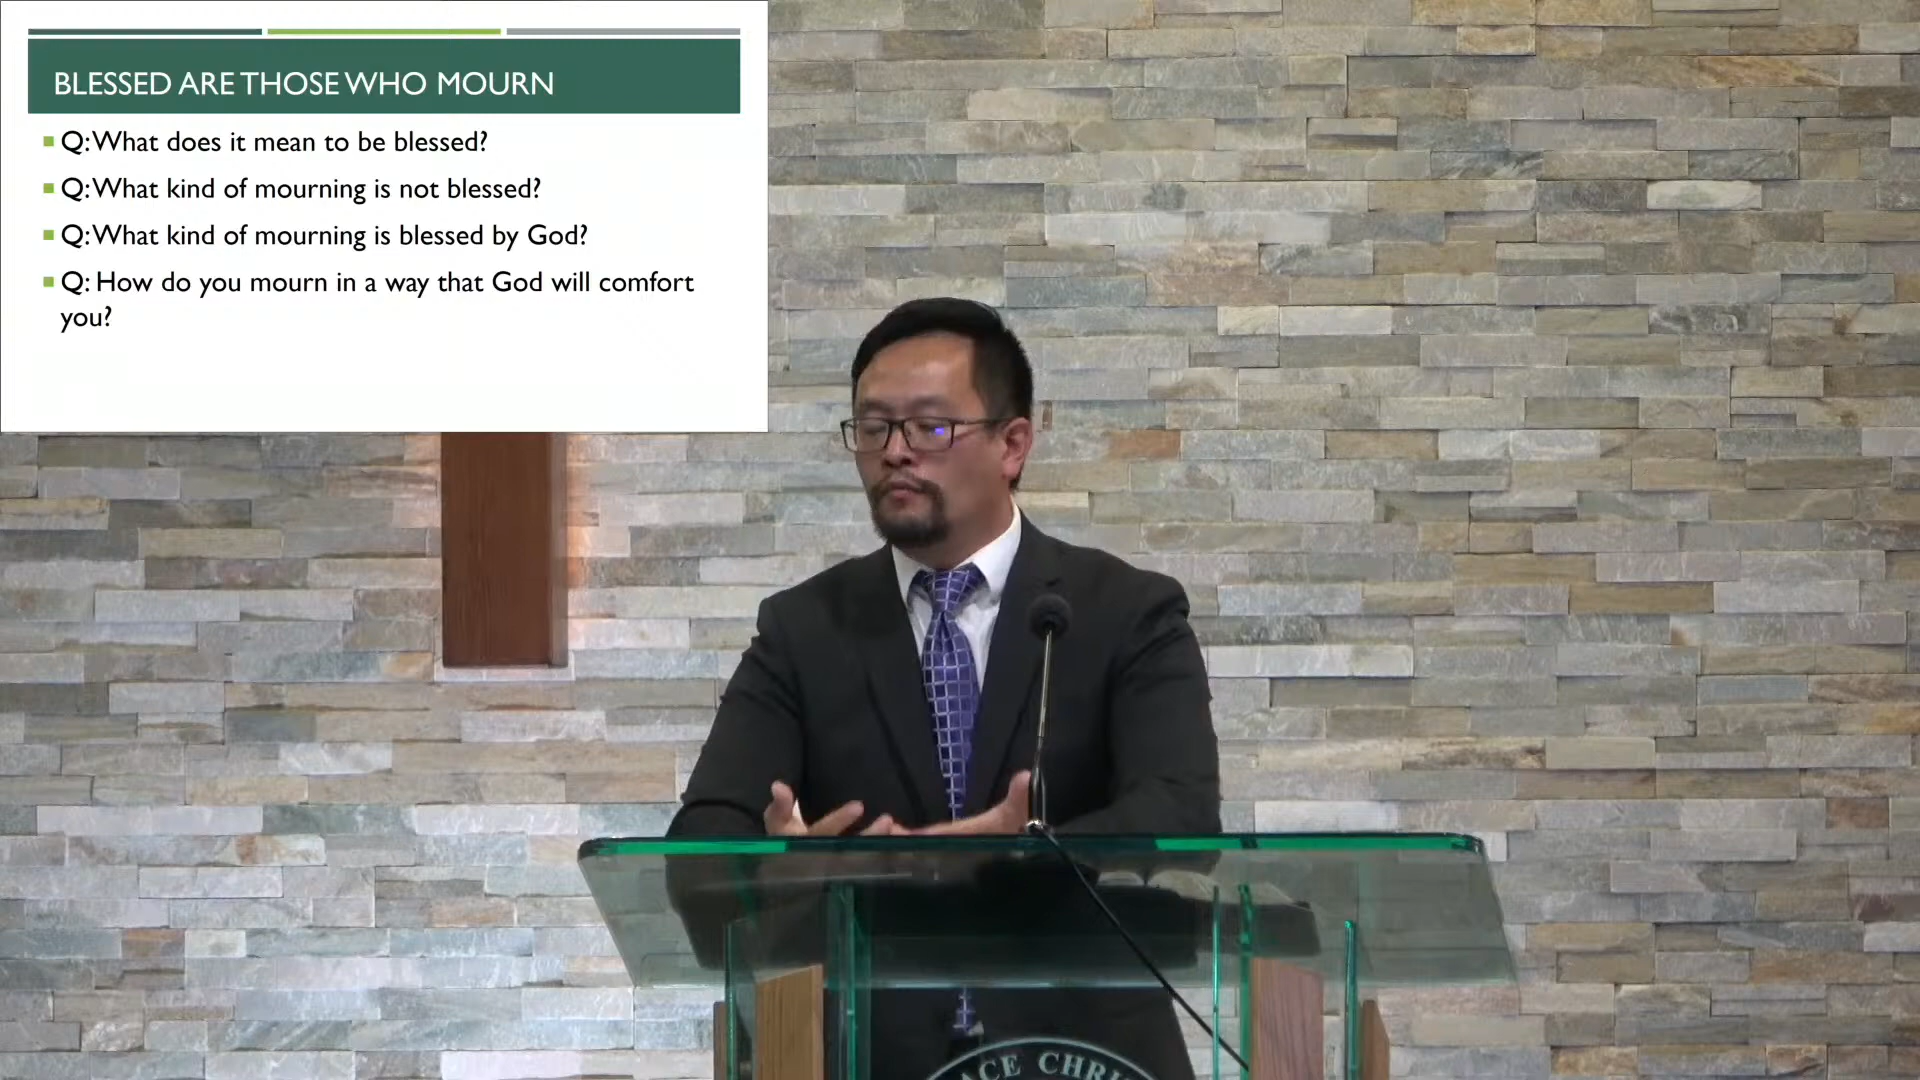 BLESSED ARE THOSE WHO MOURN
Q: What does it mean to be blessed?
Q: What kind of mourning is not blessed?
Q: What kind of mourning is blessed by God?
Q: How do you mourn in a way that God will comfort
you?